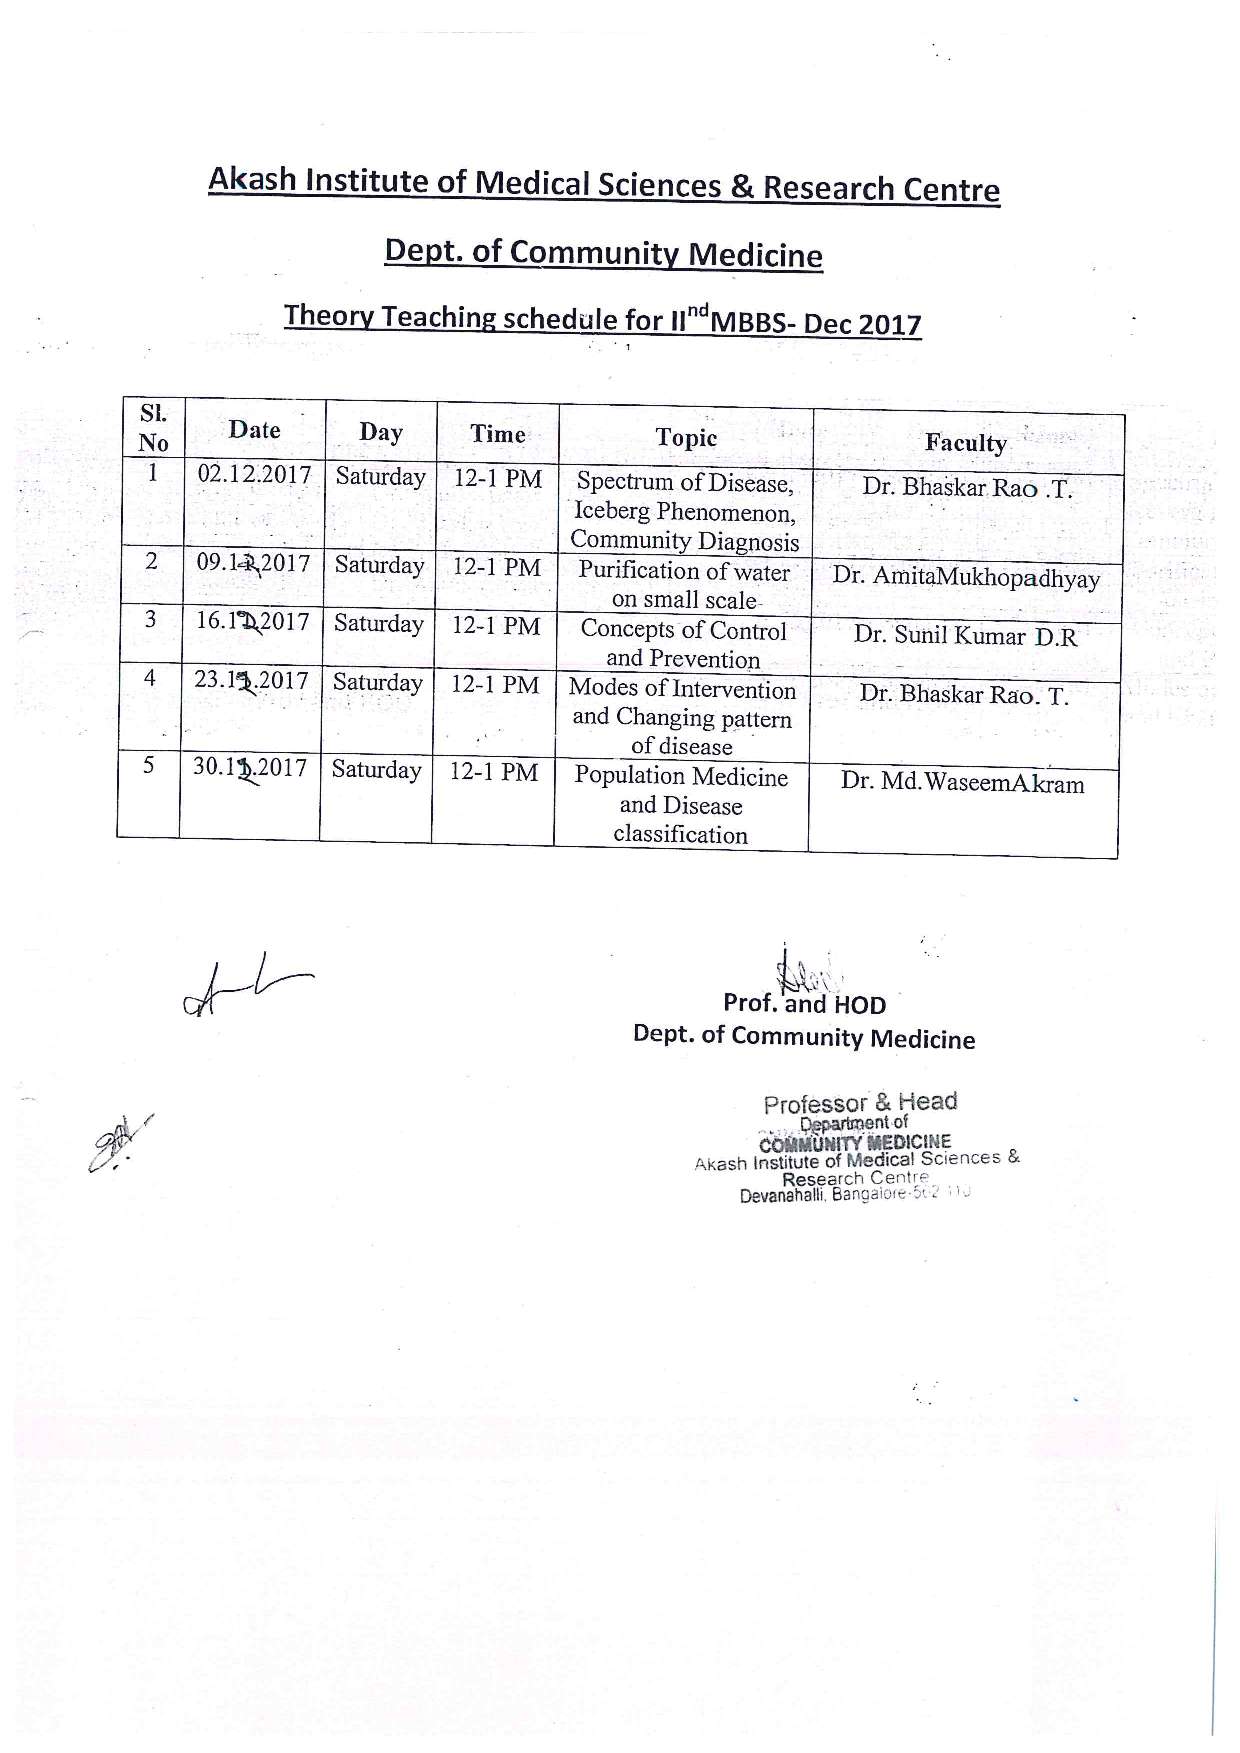 Akash Institute of Medical Sciences & Research Centre
Dept. of Community Medicine
Theory Teaching schedule for IInd MBBS- Dec 2017
Sl. No Date Day Time Topic Faculty
1 02.12.2017 Saturday 12-1 PM Spectrum of Disease, Dr. Bhaskar Rao .T.
Iceberg Phenomenon,
Community Diagnosis
2 09.12.2017 Saturday 12-1 PM Purification of water Dr. AmitaMukhopadhyay
on small scale
3 16.12.2017 Saturday 12-1 PM Concepts of Control Dr. Sunil Kumar D.R
and Prevention
4 23.12.2017 Saturday 12-1 PM Modes of Intervention Dr. Bhaskar Rao. T.
and Changing pattern
of disease
5 30.12.2017 Saturday 12-1 PM Population Medicine Dr. Md.WaseemAkram
and Disease
classification
Prof. and HOD
Dept. of Community Medicine
Professor & Head
Department of
COMMUNITY MEDICINE
Akash Institute of Medical Sciences &
Research Centre
Devanahalli, Bangalore-